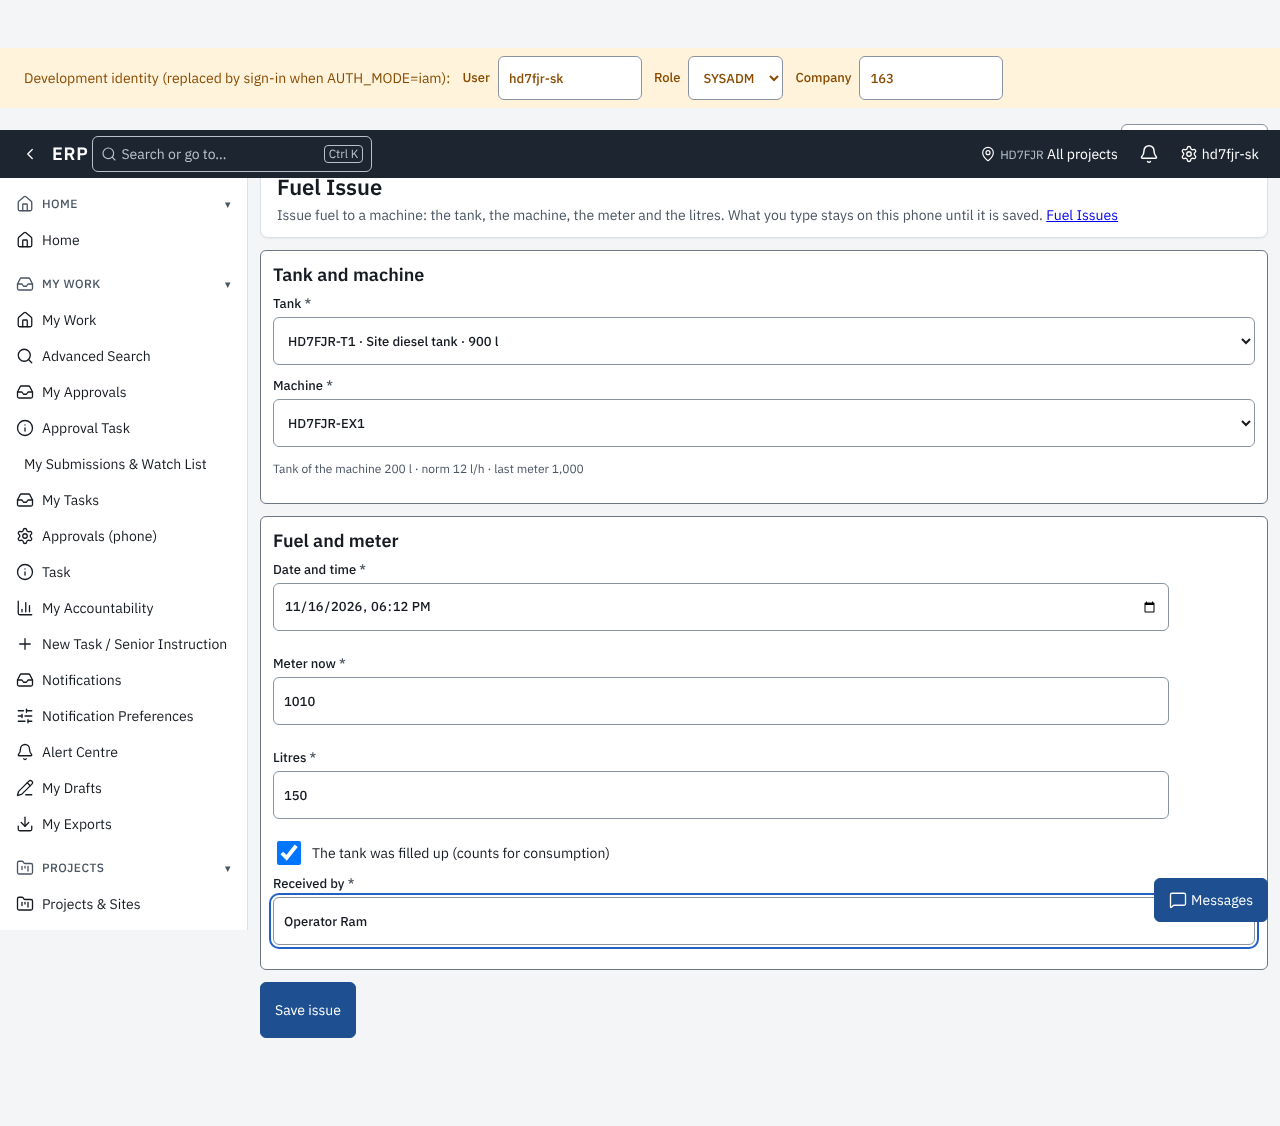 Development identity (replaced by sign-in when AUTH_MODE=iam): User hd7fjr-sk Role SYSADM Company 163
ERP Search or go to... Ctrl K HD7FJR All projects hd7fjr-sk
HOME
Home
MY WORK
My Work
Advanced Search
My Approvals
Approval Task
My Submissions & Watch List
My Tasks
Approvals (phone)
Task
My Accountability
New Task / Senior Instruction
Notifications
Notification Preferences
Alert Centre
My Drafts
My Exports
PROJECTS
Projects & Sites
Fuel Issue
Issue fuel to a machine: the tank, the machine, the meter and the litres. What you type stays on this phone until it is saved. Fuel Issues
Tank and machine
Tank *
HD7FJR-T1 · Site diesel tank · 900 l
Machine *
HD7FJR-EX1
Tank of the machine 200 l · norm 12 l/h · last meter 1,000
Fuel and meter
Date and time *
11/16/2026, 06:12 PM
Meter now *
1010
Litres *
150
The tank was filled up (counts for consumption)
Received by *
Operator Ram
Messages
Save issue